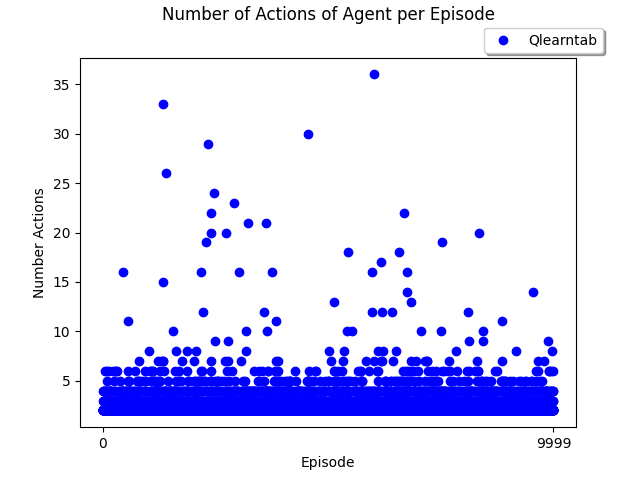 Number of Actions of Agent per Episode
Qlearntab
35
30
25
20
15
10
5
Number Actions
0
9999
Episode